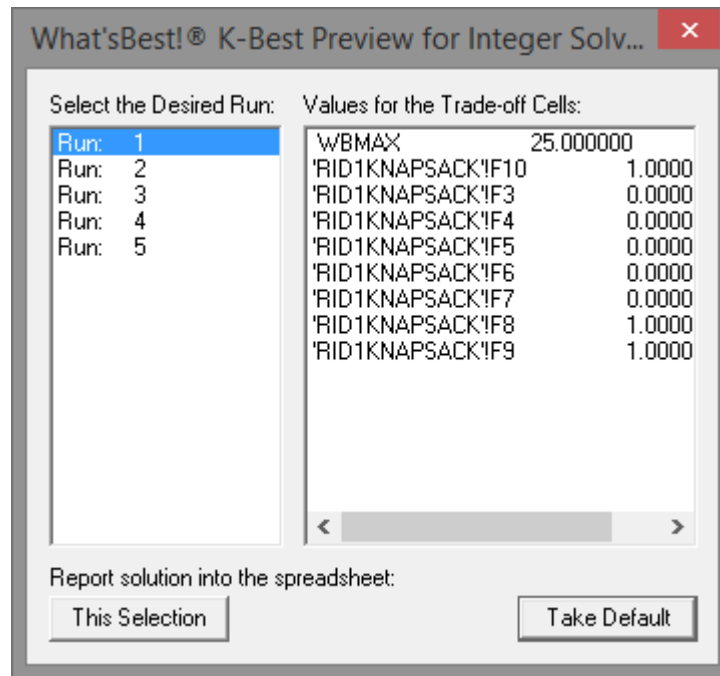 What'sBest!® K-Best Preview for Integer Solv...
Select the Desired Run:
Values for the Trade-off Cells:
Run: 1
Run: 2
Run: 3
Run: 4
Run: 5
WBMAX 25.000000
'RID1KNAPSACK'!F10 1.0000
'RID1KNAPSACK'!F3 0.0000
'RID1KNAPSACK'!F4 0.0000
'RID1KNAPSACK'!F5 0.0000
'RID1KNAPSACK'!F6 0.0000
'RID1KNAPSACK'!F7 0.0000
'RID1KNAPSACK'!F8 1.0000
'RID1KNAPSACK'!F9 1.0000
Report solution into the spreadsheet:
This Selection
Take Default